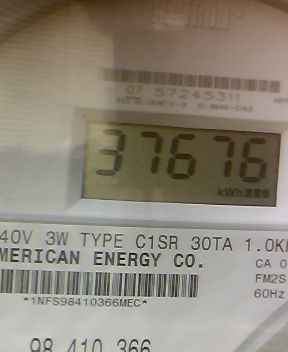 07 57245311
37676
kWh
40V 3W TYPE C1SR 30TA 1.0K
MERICAN ENERGY CO.
CA 0
FM2S
60Hz
*1NFS98410366MEC*
98 410 366